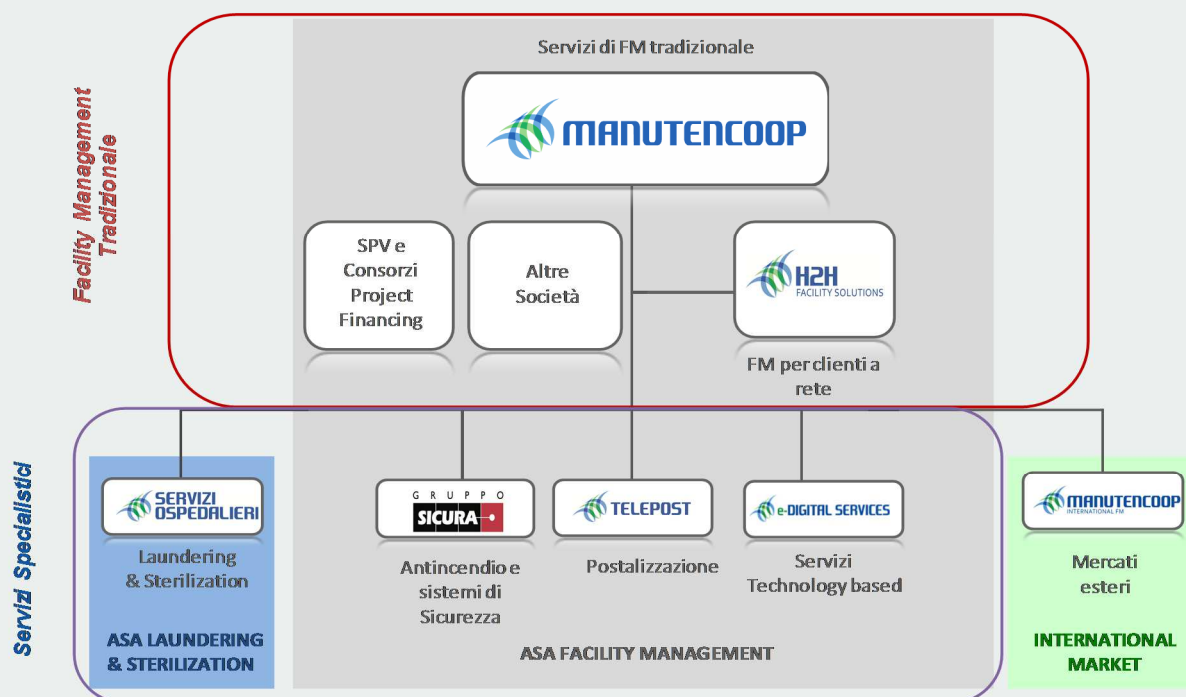 Facility Management
Tradizionale
Servizi di FM tradizionale
MANUTENCOOP
SPV e
Consorzi
Project
Financing
Altre
Società
H2H
FACILITY SOLUTIONS
FM per clienti a
rete
Servizi Specialistici
SERVIZI
OSPEDALIERI
Laundering
& Sterilization
ASA LAUNDERING
& STERILIZATION
GRUPPO
SICURA
Antincendio e
sistemi di
Sicurezza
TELEPOST
Postalizzazione
e-DIGITAL SERVICES
Servizi
Technology based
ASA FACILITY MANAGEMENT
MANUTENCOOP
INTERNATIONAL FM
Mercati
esteri
INTERNATIONAL
MARKET